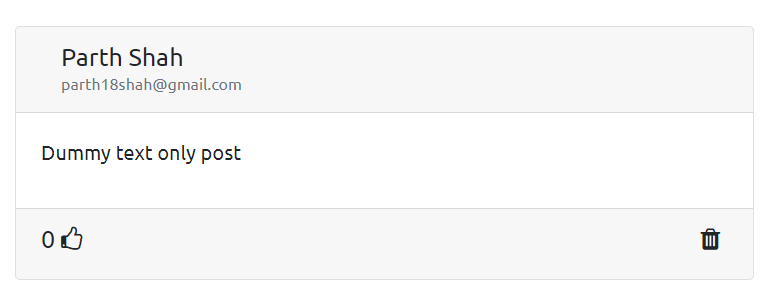 Parth Shah
parth18shah@gmail.com
Dummy text only post
0